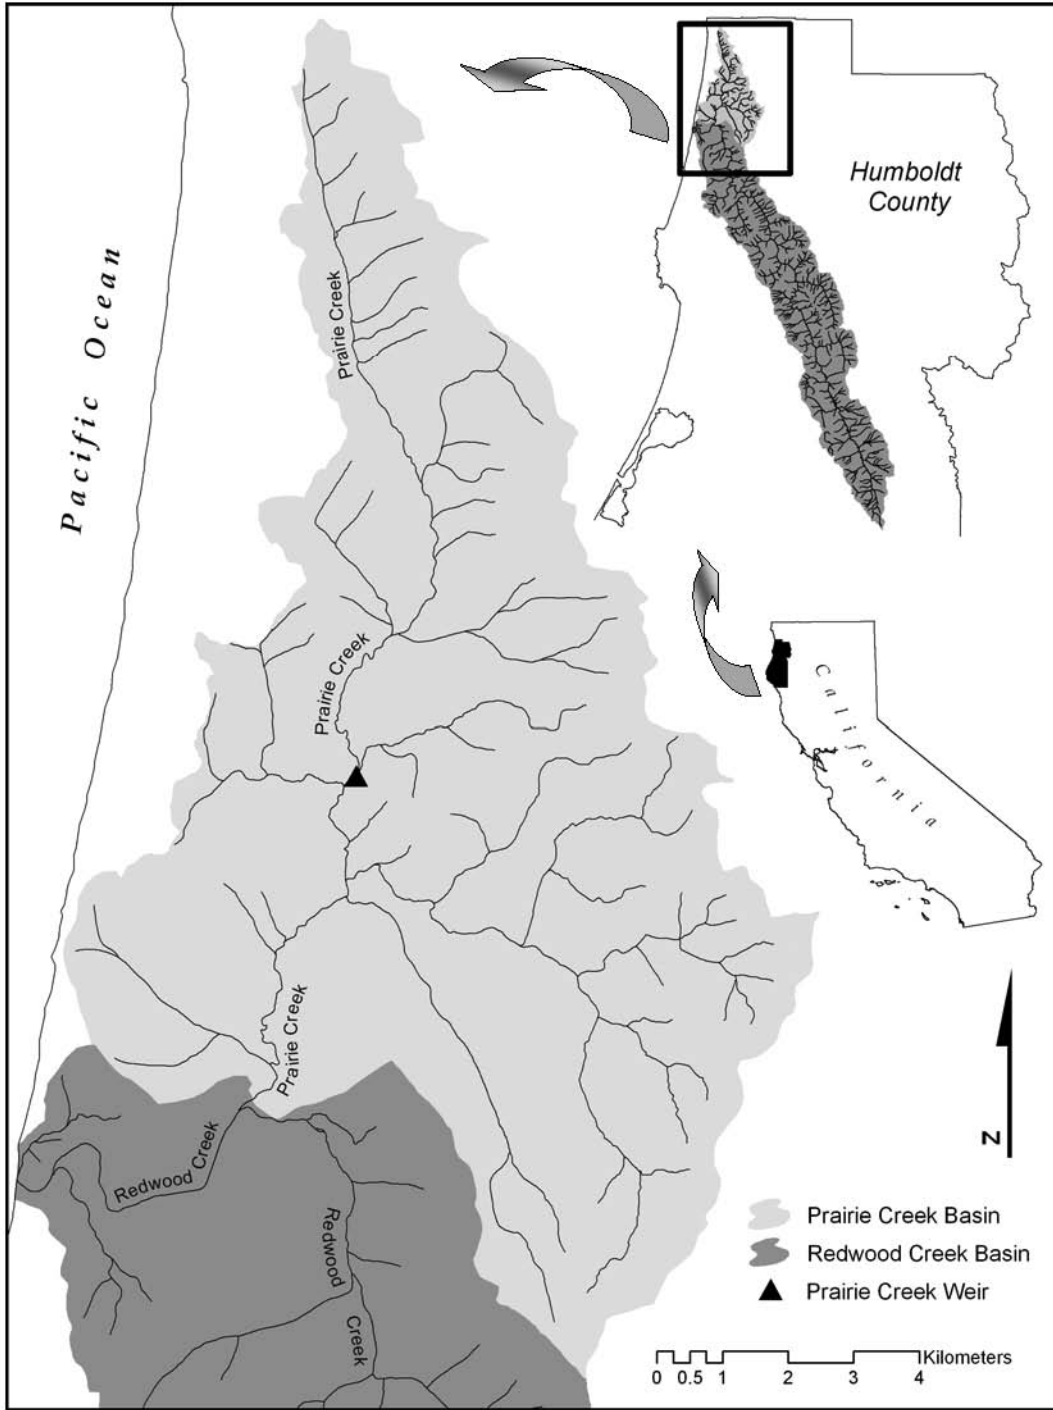 Pacific Ocean
Prairie Creek
Prairie Creek
Prairie Creek
Redwood Creek
Redwood
Creek
Humboldt
County
California
N
Prairie Creek Basin
Redwood Creek Basin
Prairie Creek Weir
Kilometers
0 0.5 1 2 3 4